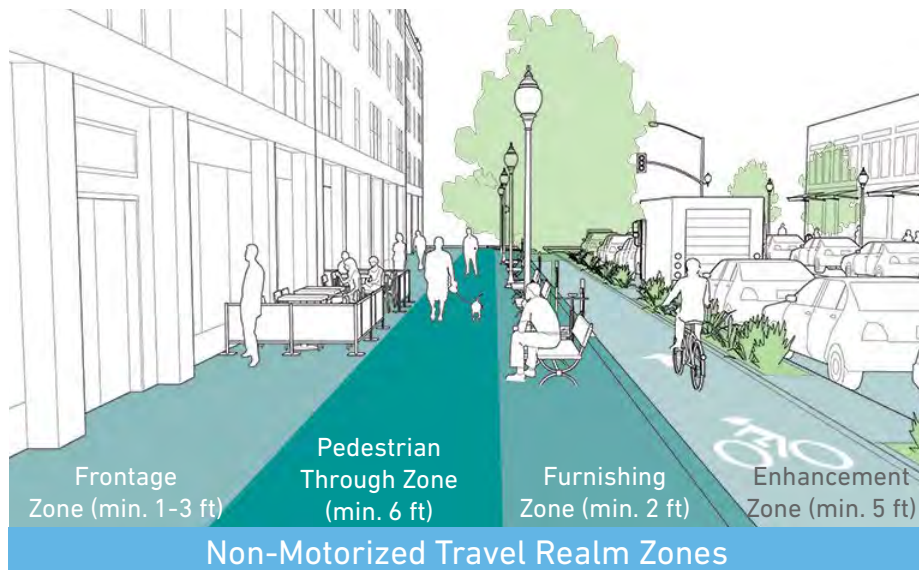 Frontage
Zone (min. 1-3 ft)
Pedestrian
Through Zone
(min. 6 ft)
Furnishing
Zone (min. 2 ft)
Enhancement
Zone (min. 5 ft)
Non-Motorized Travel Realm Zones